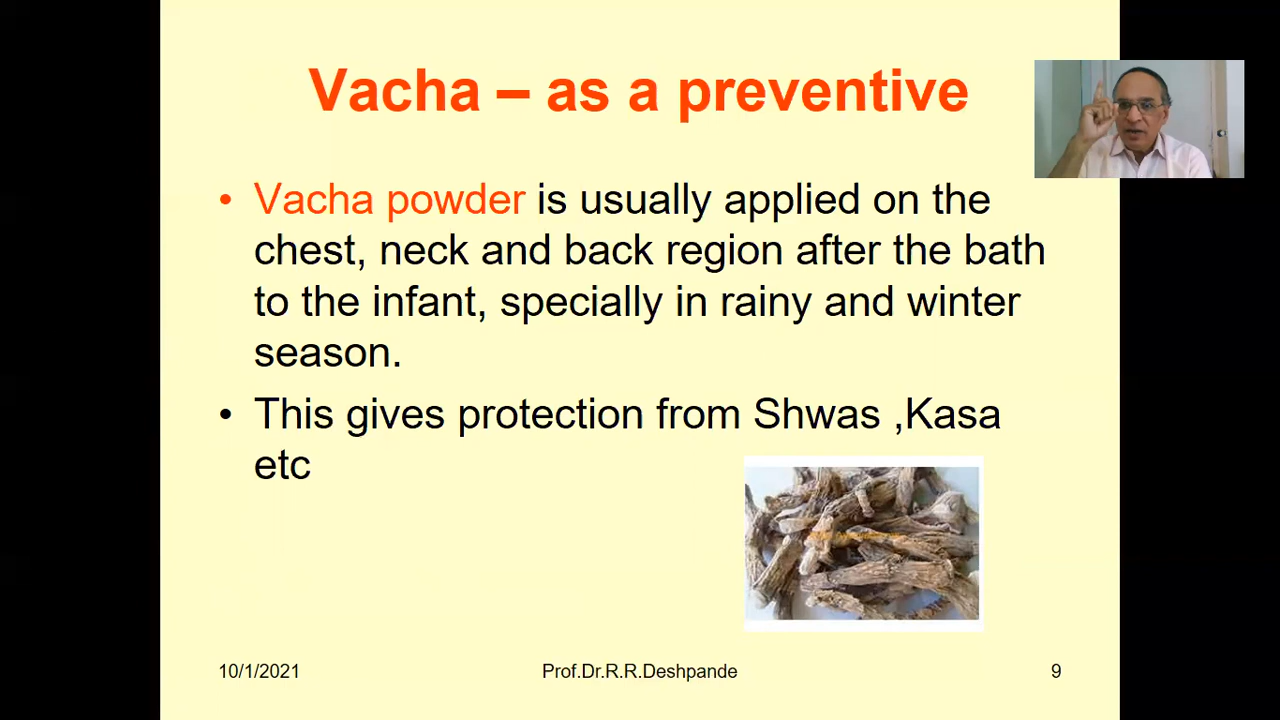 Vacha – as a preventive
• Vacha powder is usually applied on the
chest, neck and back region after the bath
to the infant, specially in rainy and winter
season.
• This gives protection from Shwas ,Kasa
etc
10/1/2021
Prof.Dr.R.R.Deshpande
9